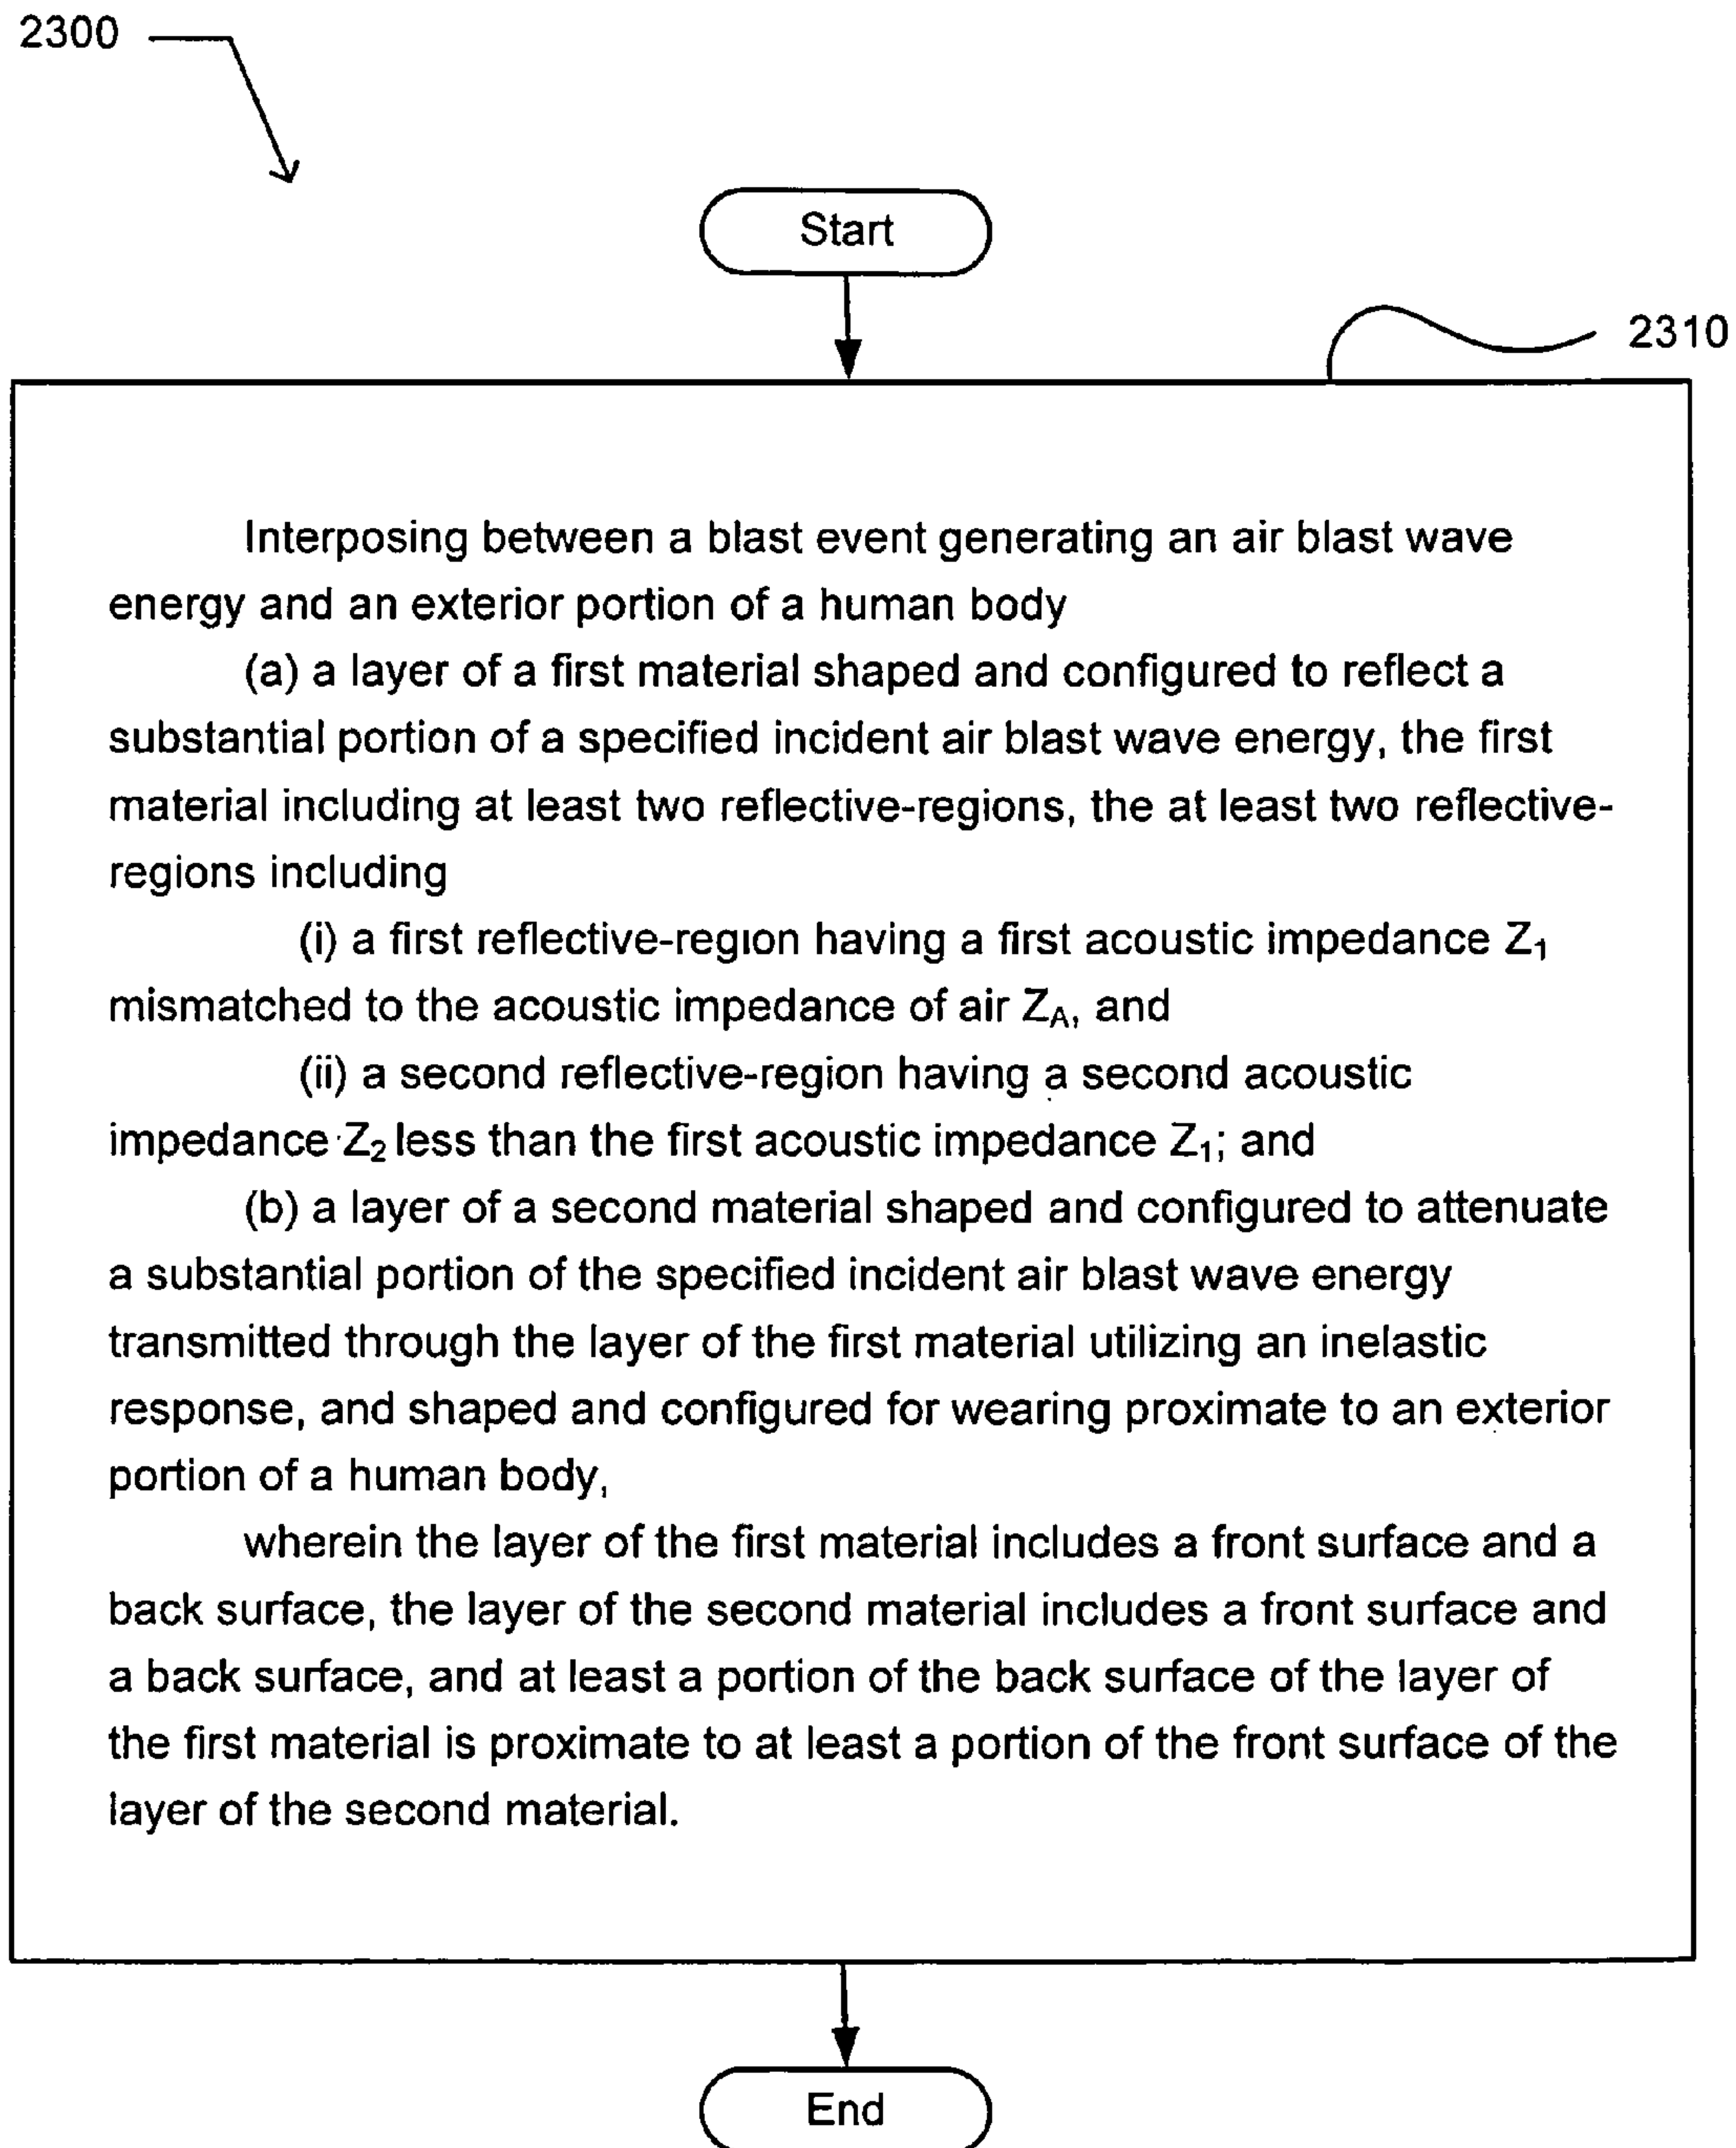 2300
Start
2310
Interposing between a blast event generating an air blast wave
energy and an exterior portion of a human body
(a) a layer of a first material shaped and configured to reflect a
substantial portion of a specified incident air blast wave energy, the first
material including at least two reflective-regions, the at least two reflective-
regions including
(i) a first reflective-region having a first acoustic impedance Z₁
mismatched to the acoustic impedance of air Z_A, and
(ii) a second reflective-region having a second acoustic
impedance Z₂ less than the first acoustic impedance Z₁; and
(b) a layer of a second material shaped and configured to attenuate
a substantial portion of the specified incident air blast wave energy
transmitted through the layer of the first material utilizing an inelastic
response, and shaped and configured for wearing proximate to an exterior
portion of a human body,
wherein the layer of the first material includes a front surface and a
back surface, the layer of the second material includes a front surface and
a back surface, and at least a portion of the back surface of the layer of
the first material is proximate to at least a portion of the front surface of the
layer of the second material.
End